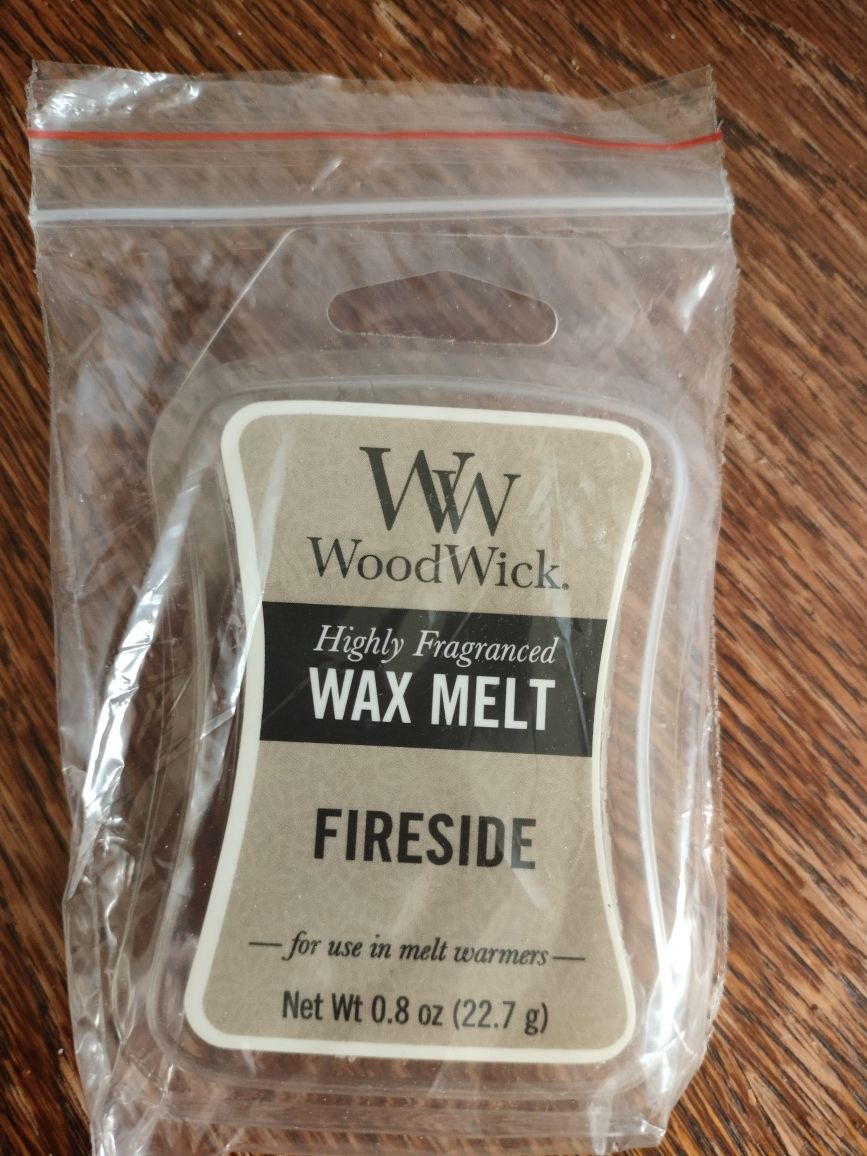 WW
WoodWick.
Highly Fragranced
WAX MELT
FIRESIDE
— for use in melt warmers —
Net Wt 0.8 oz (22.7 g)